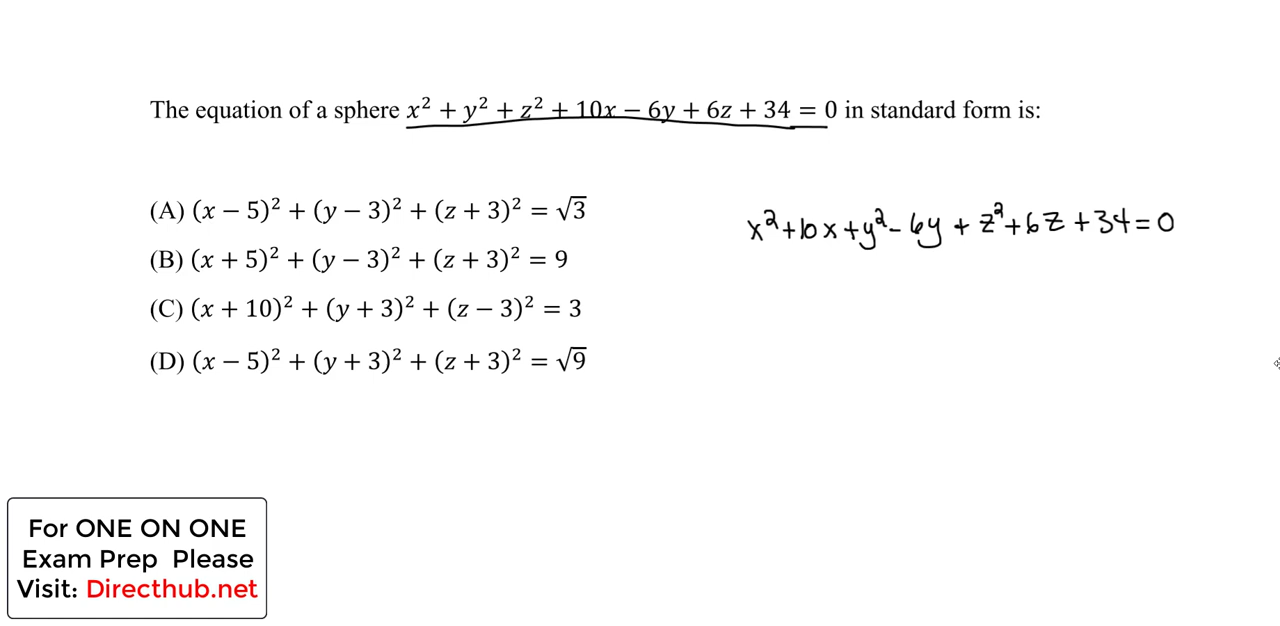 The equation of a sphere x² + y² + z² + 10x − 6y + 6z + 34 = 0 in standard form is:
(A) (x − 5)² + (y − 3)² + (z + 3)² = √3
x²+10x+y²-6y+z²+6z+34=0
(B) (x + 5)² + (y − 3)² + (z + 3)² = 9
(C) (x + 10)² + (y + 3)² + (z − 3)² = 3
(D) (x − 5)² + (y + 3)² + (z + 3)² = √9
For ONE ON ONE
Exam Prep Please
Visit: Directhub.net